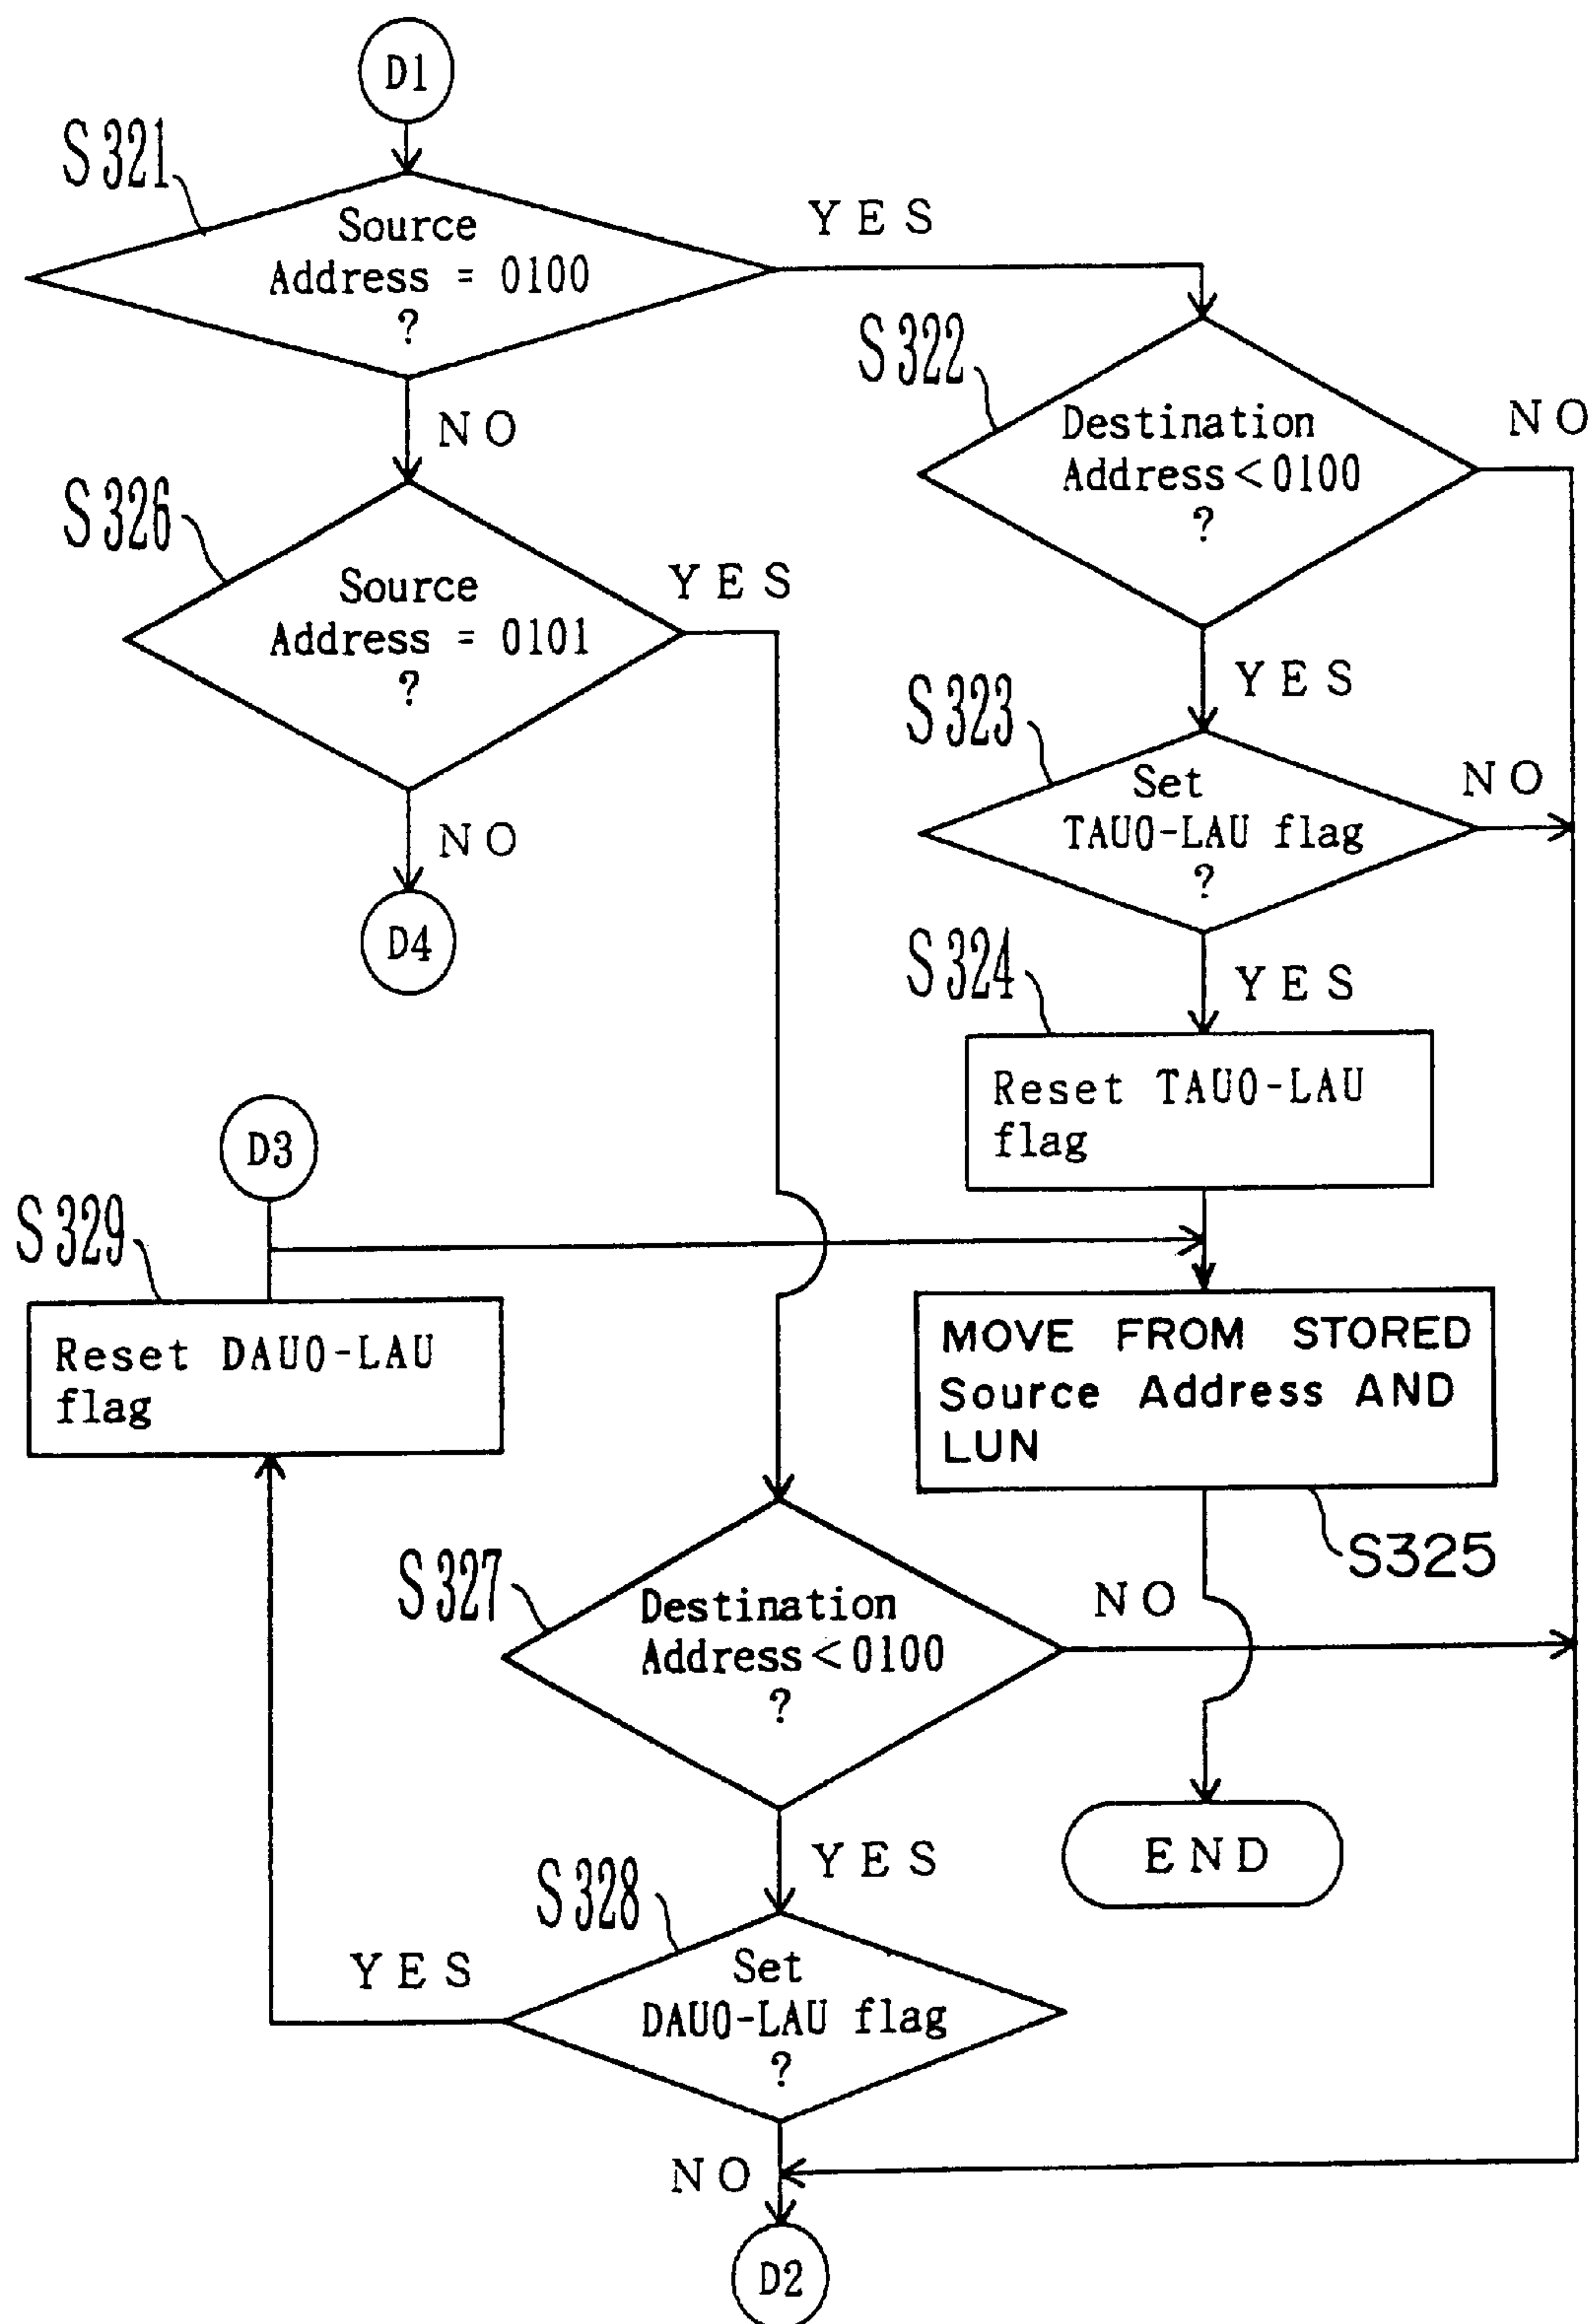 D1
S321
Source
Address = 0100
?
YES
NO
S322
Destination
Address < 0100
?
NO
YES
S326
Source
Address = 0101
?
YES
NO
D4
S323
Set
TAU0-LAU flag
?
NO
YES
S324
Reset TAU0-LAU
flag
D3
S329
Reset DAU0-LAU
flag
MOVE FROM STORED
Source Address AND
LUN
S325
S327
Destination
Address < 0100
?
NO
YES
END
S328
Set
DAU0-LAU flag
?
YES
NO
D2